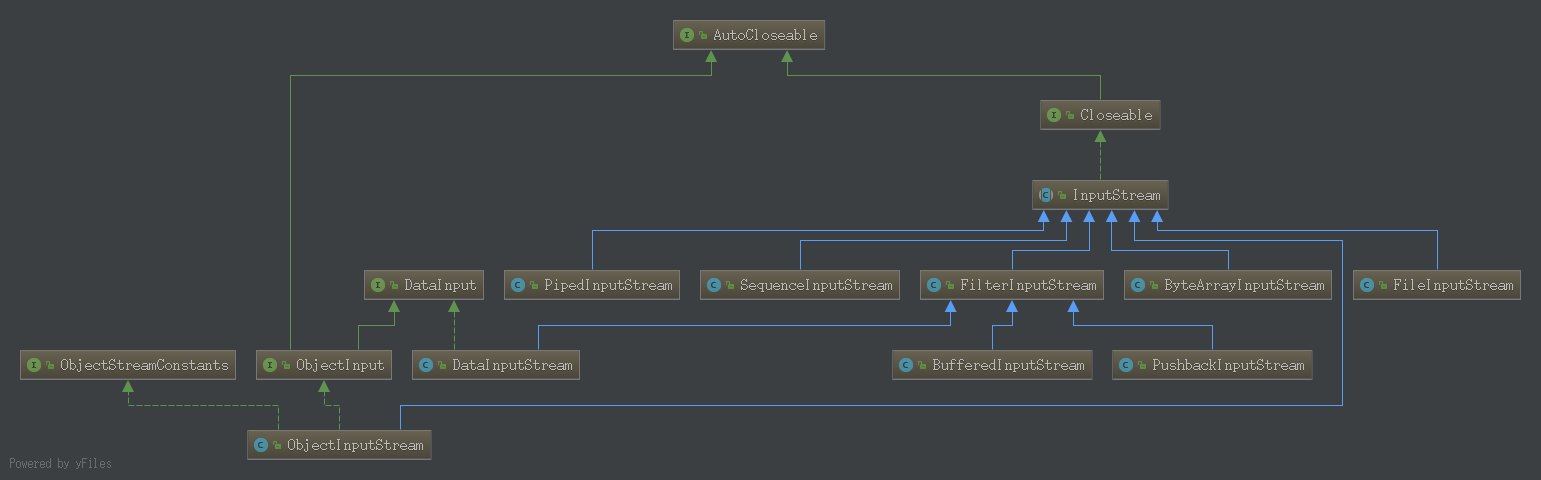 AutoCloseable
Closeable
InputStream
DataInput
PipedInputStream
SequenceInputStream
FilterInputStream
ByteArrayInputStream
FileInputStream
ObjectStreamConstants
ObjectInput
DataInputStream
BufferedInputStream
PushbackInputStream
ObjectInputStream
Powered by yFiles